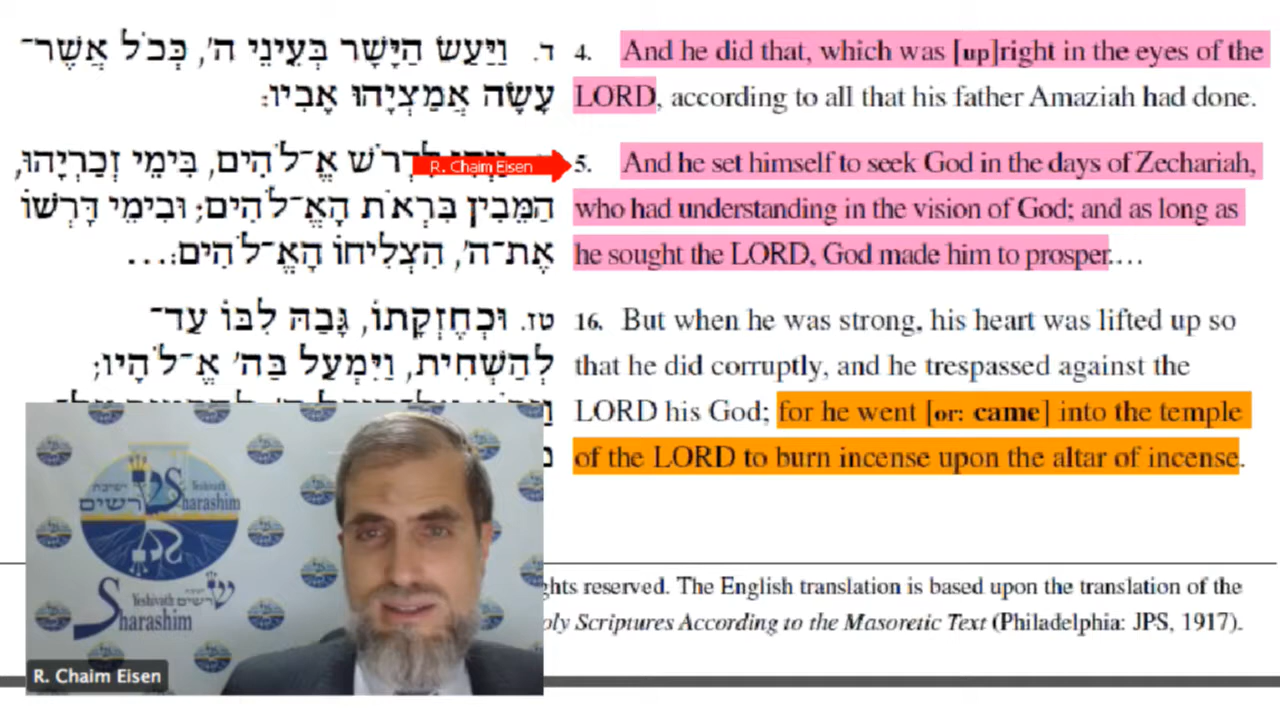 ד. וַיַּעַשׂ הַיָּשָׁר בְּעֵינֵי ה', כְּכֹל אֲשֶׁר־
עָשָׂה אֲמַצְיָהוּ אָבִיו:
לִדְרֹשׁ אֱ־לֹהִים, בִּימֵי זְכַרְיָהוּ,
הַמֵּבִין בִּרְאֹת הָאֱ־לֹהִים; וּבִימֵי דָּרְשׁוֹ
אֶת־ה', הִצְלִיחוֹ הָאֱ־לֹהִים:...
טז. וּכְחֶזְקָתוֹ, גָּבַהּ לִבּוֹ עַד־
לְהַשְׁחִית, וַיִּמְעַל בַּה' אֱ־לֹהָיו;
4. And he did that, which was [up]right in the eyes of the
LORD, according to all that his father Amaziah had done.
R. Chaim Eisen
5. And he set himself to seek God in the days of Zechariah,
who had understanding in the vision of God; and as long as
he sought the LORD, God made him to prosper....
16. But when he was strong, his heart was lifted up so
that he did corruptly, and he trespassed against the
LORD his God; for he went [or: came] into the temple
of the LORD to burn incense upon the altar of incense.
ghts reserved. The English translation is based upon the translation of the
oly Scriptures According to the Masoretic Text (Philadelphia: JPS, 1917).
ישיבת שרשים
Yeshivath Sharashim
Yeshivath ישיבת שרשים
Sharashim
R. Chaim Eisen